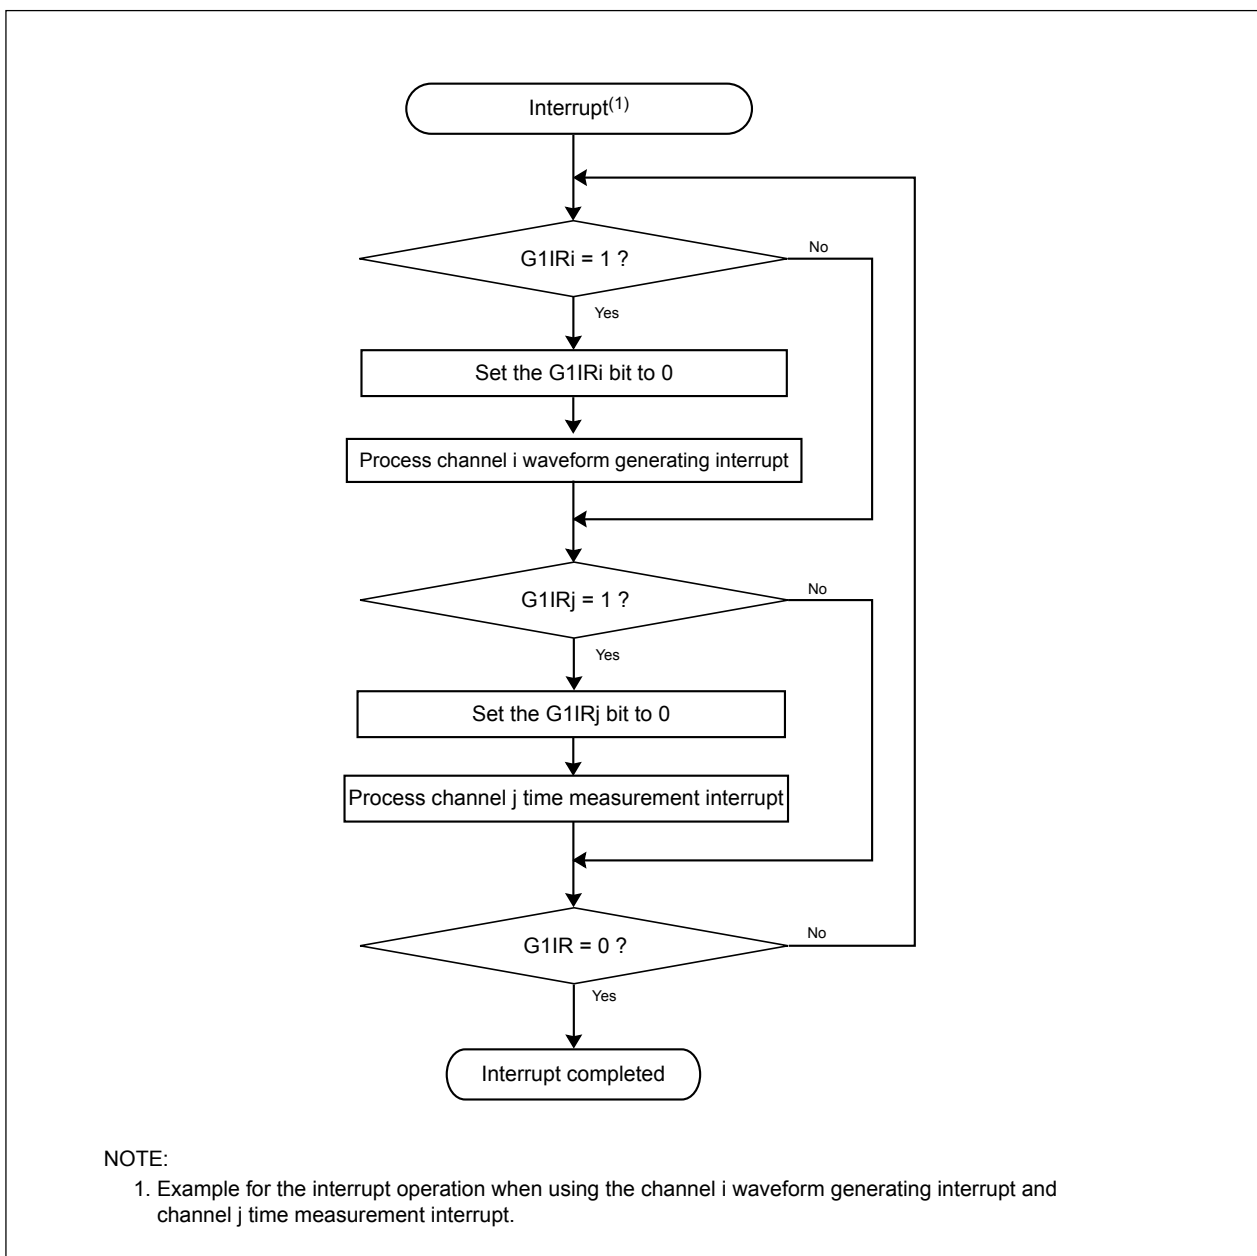 Interrupt(1)
G1IRi = 1 ?
No
Yes
Set the G1IRi bit to 0
Process channel i waveform generating interrupt
G1IRj = 1 ?
No
Yes
Set the G1IRj bit to 0
Process channel j time measurement interrupt
G1IR = 0 ?
No
Yes
Interrupt completed
NOTE:
1. Example for the interrupt operation when using the channel i waveform generating interrupt and
channel j time measurement interrupt.